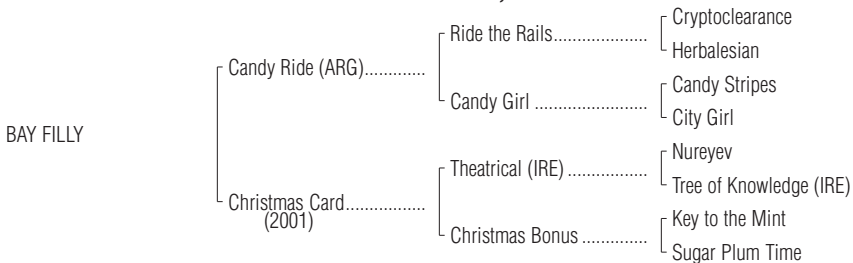 Cryptoclearance
Ride the Rails....................
Herbalesian
Candy Ride (ARG).............
Candy Stripes
Candy Girl ........................
City Girl
BAY FILLY
Nureyev
Theatrical (IRE) .................
Tree of Knowledge (IRE)
Christmas Card.................
(2001)
Key to the Mint
Christmas Bonus ..............
Sugar Plum Time